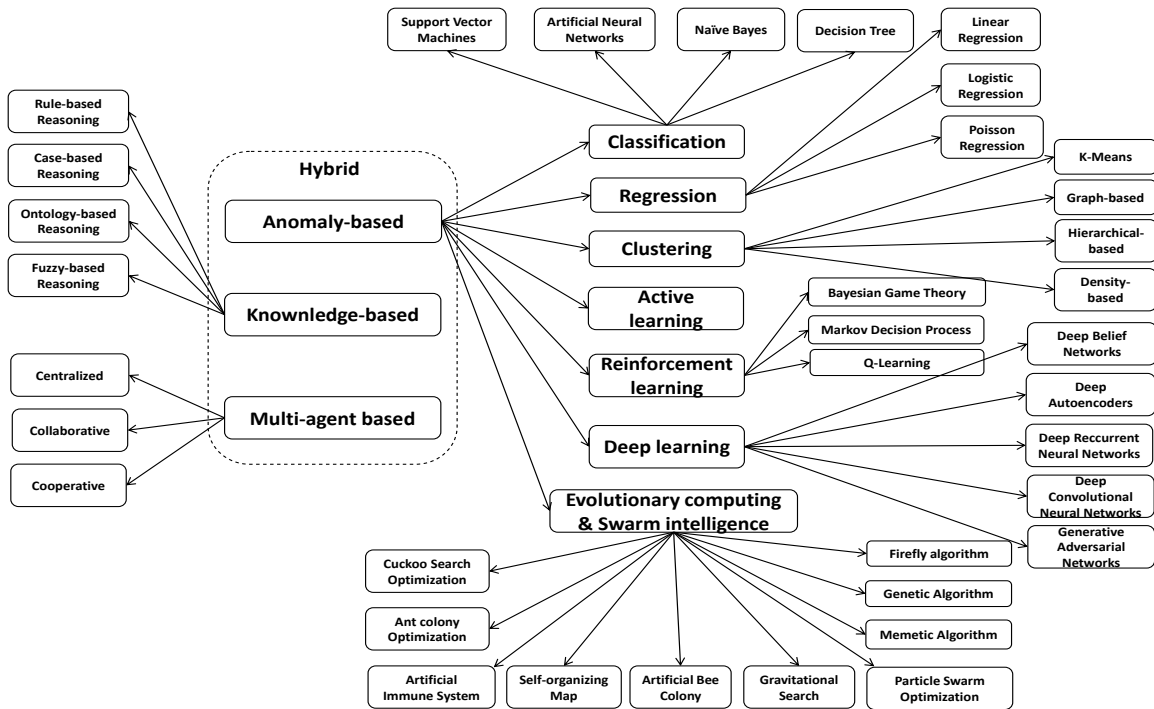 Support Vector
Machines
Artificial Neural
Networks
Naïve Bayes
Decision Tree
Linear
Regression
Logistic
Regression
Poisson
Regression
Rule-based
Reasoning
Case-based
Reasoning
Ontology-based
Reasoning
Fuzzy-based
Reasoning
Centralized
Collaborative
Cooperative
Hybrid
Anomaly-based
Knownledge-based
Multi-agent based
Classification
Regression
Clustering
Active
learning
Reinforcement
learning
Deep learning
Evolutionary computing
& Swarm intelligence
K-Means
Graph-based
Hierarchical-
based
Density-
based
Bayesian Game Theory
Markov Decision Process
Q-Learning
Deep Belief
Networks
Deep
Autoencoders
Deep Reccurrent
Neural Networks
Deep
Convolutional
Neural Networks
Generative
Adversarial
Networks
Cuckoo Search
Optimization
Ant colony
Optimization
Artificial
Immune System
Self-organizing
Map
Artificial Bee
Colony
Gravitational
Search
Particle Swarm
Optimization
Memetic Algorithm
Genetic Algorithm
Firefly algorithm